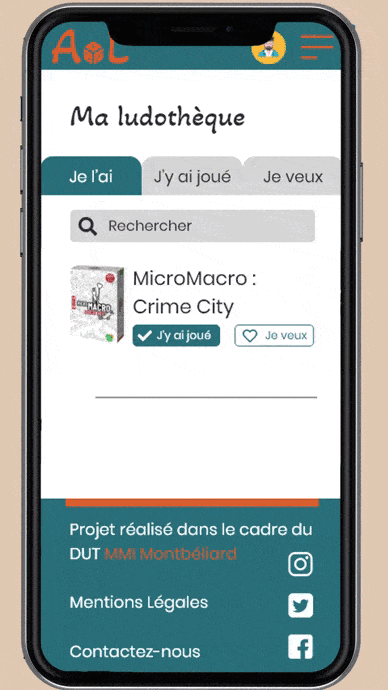 A L
Ma ludothèque
Je l'ai
J'y ai joué
Je veux
Rechercher
MicroMacro :
Crime City
J'y ai joué
Je veux
Projet réalisé dans le cadre du
DUT MMI Montbéliard
Mentions Légales
Contactez-nous